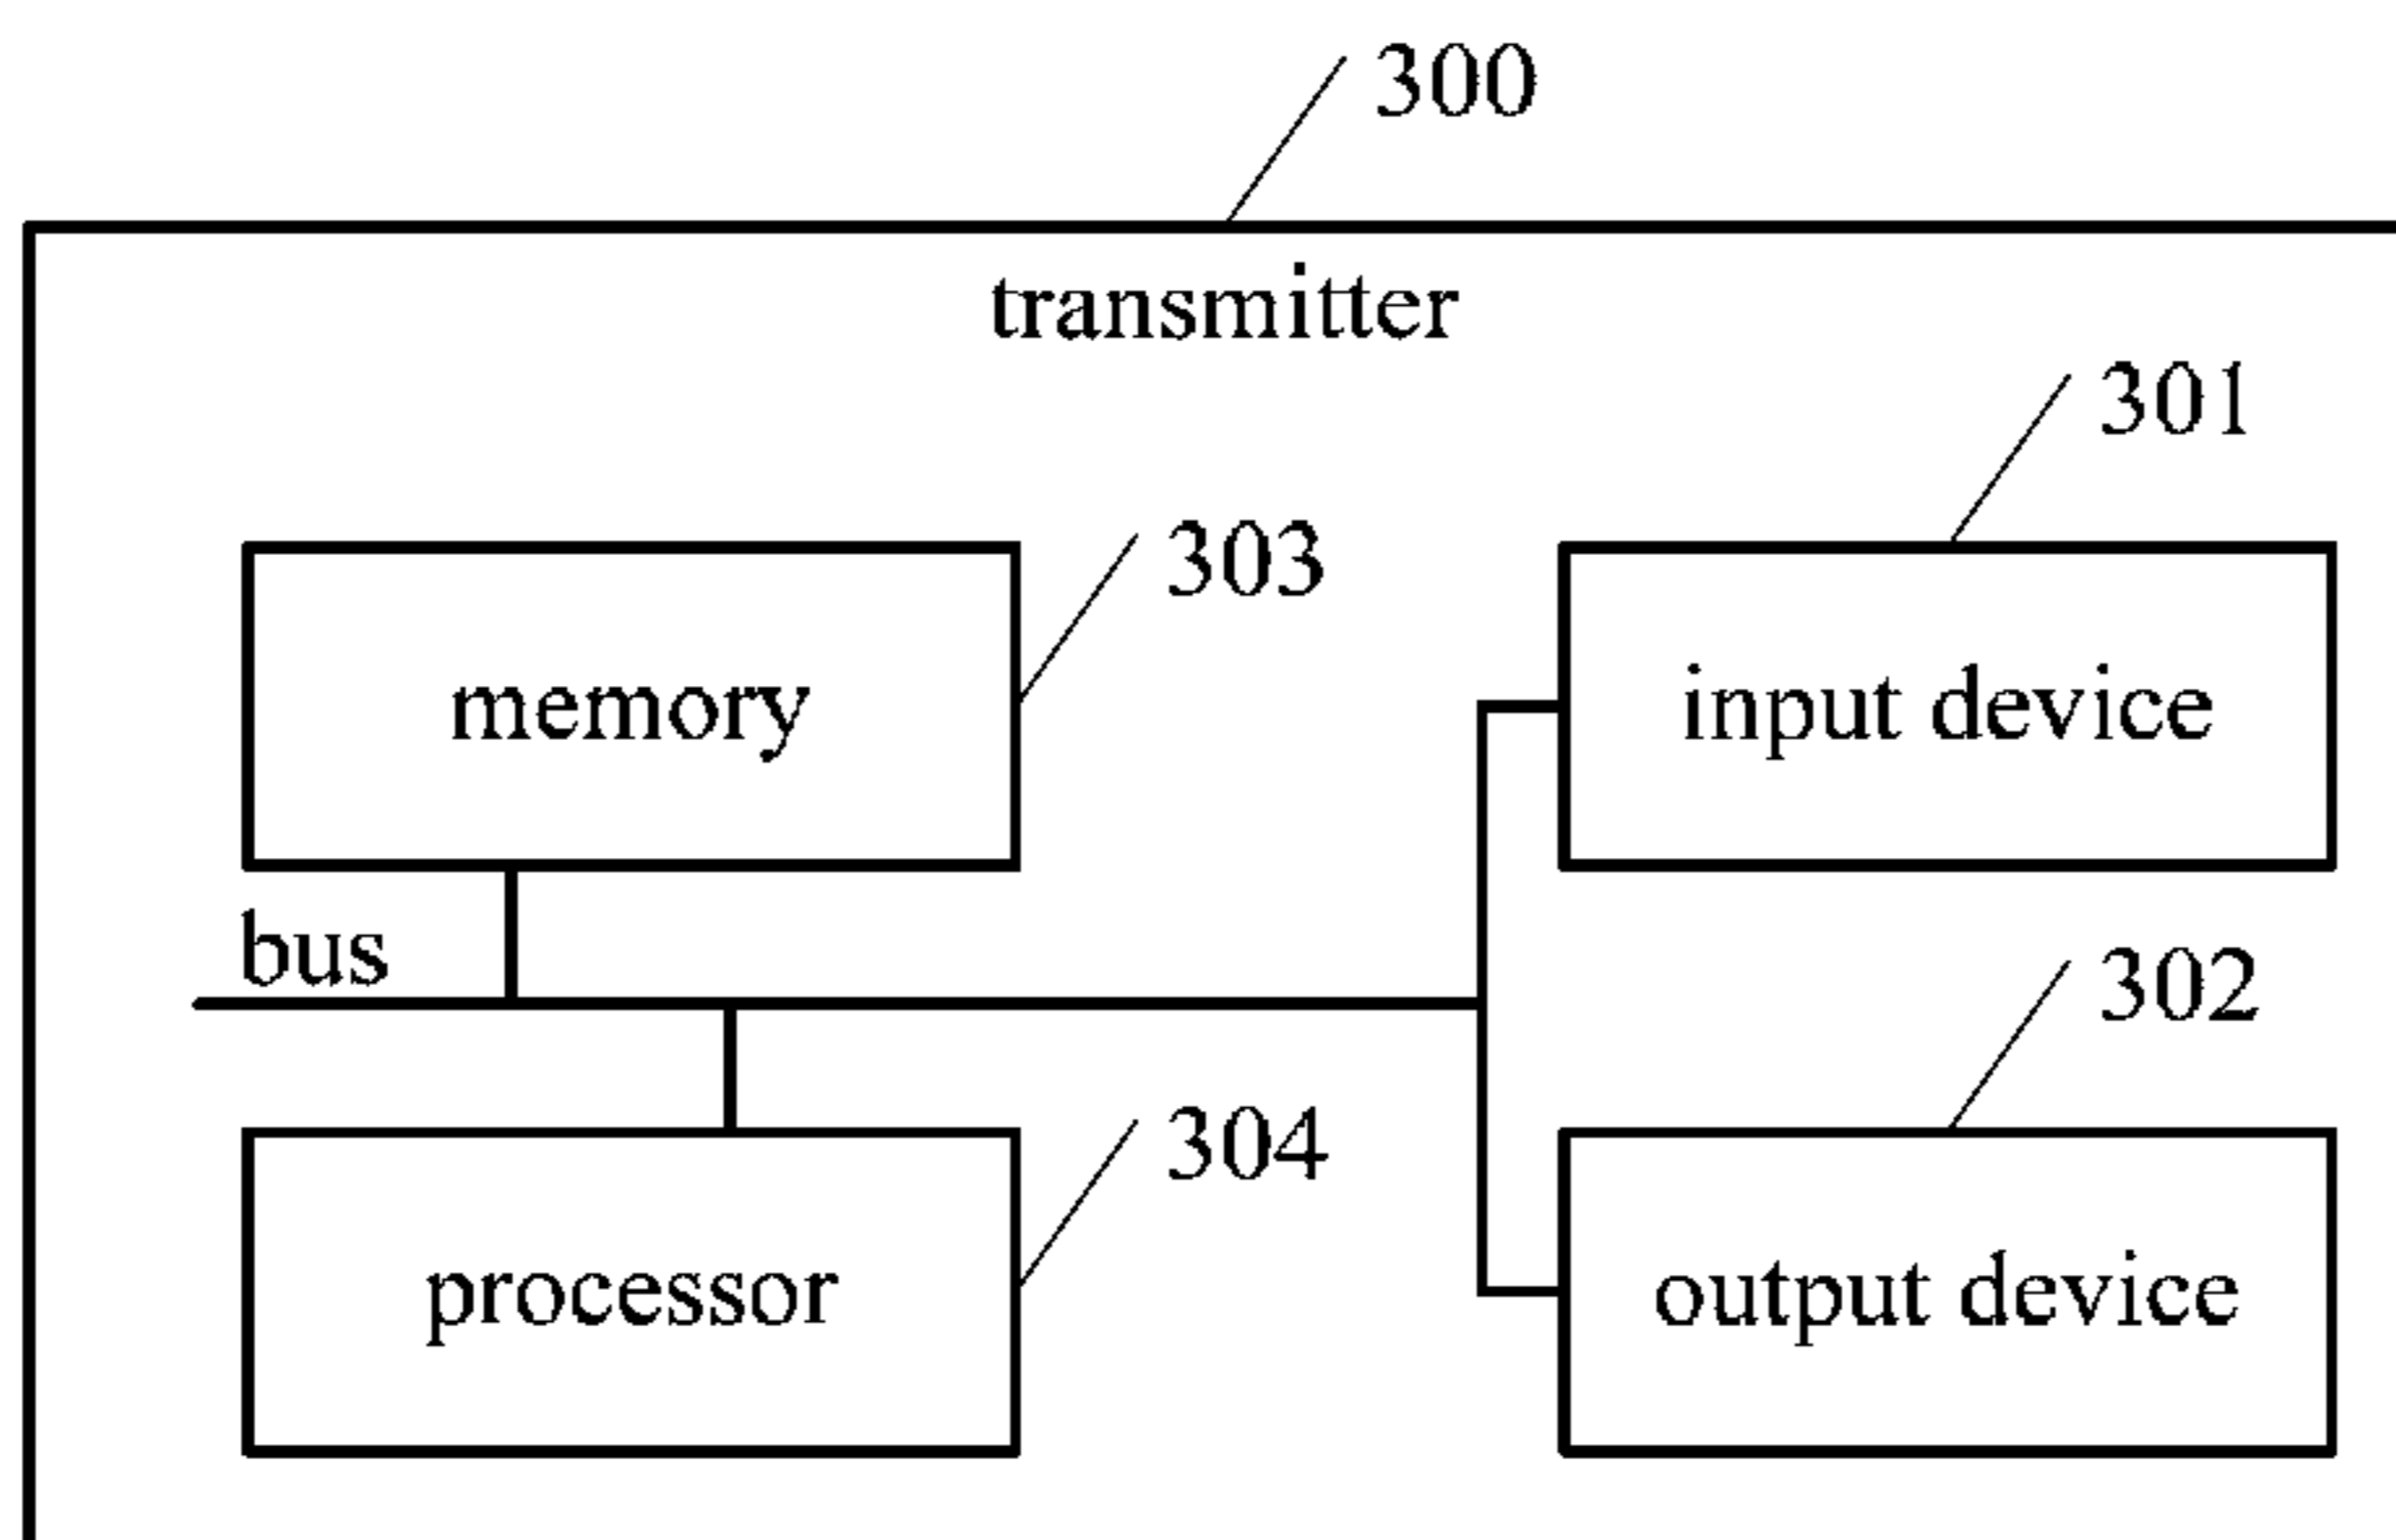 300
transmitter
301
303
memory
input device
bus
302
304
processor
output device